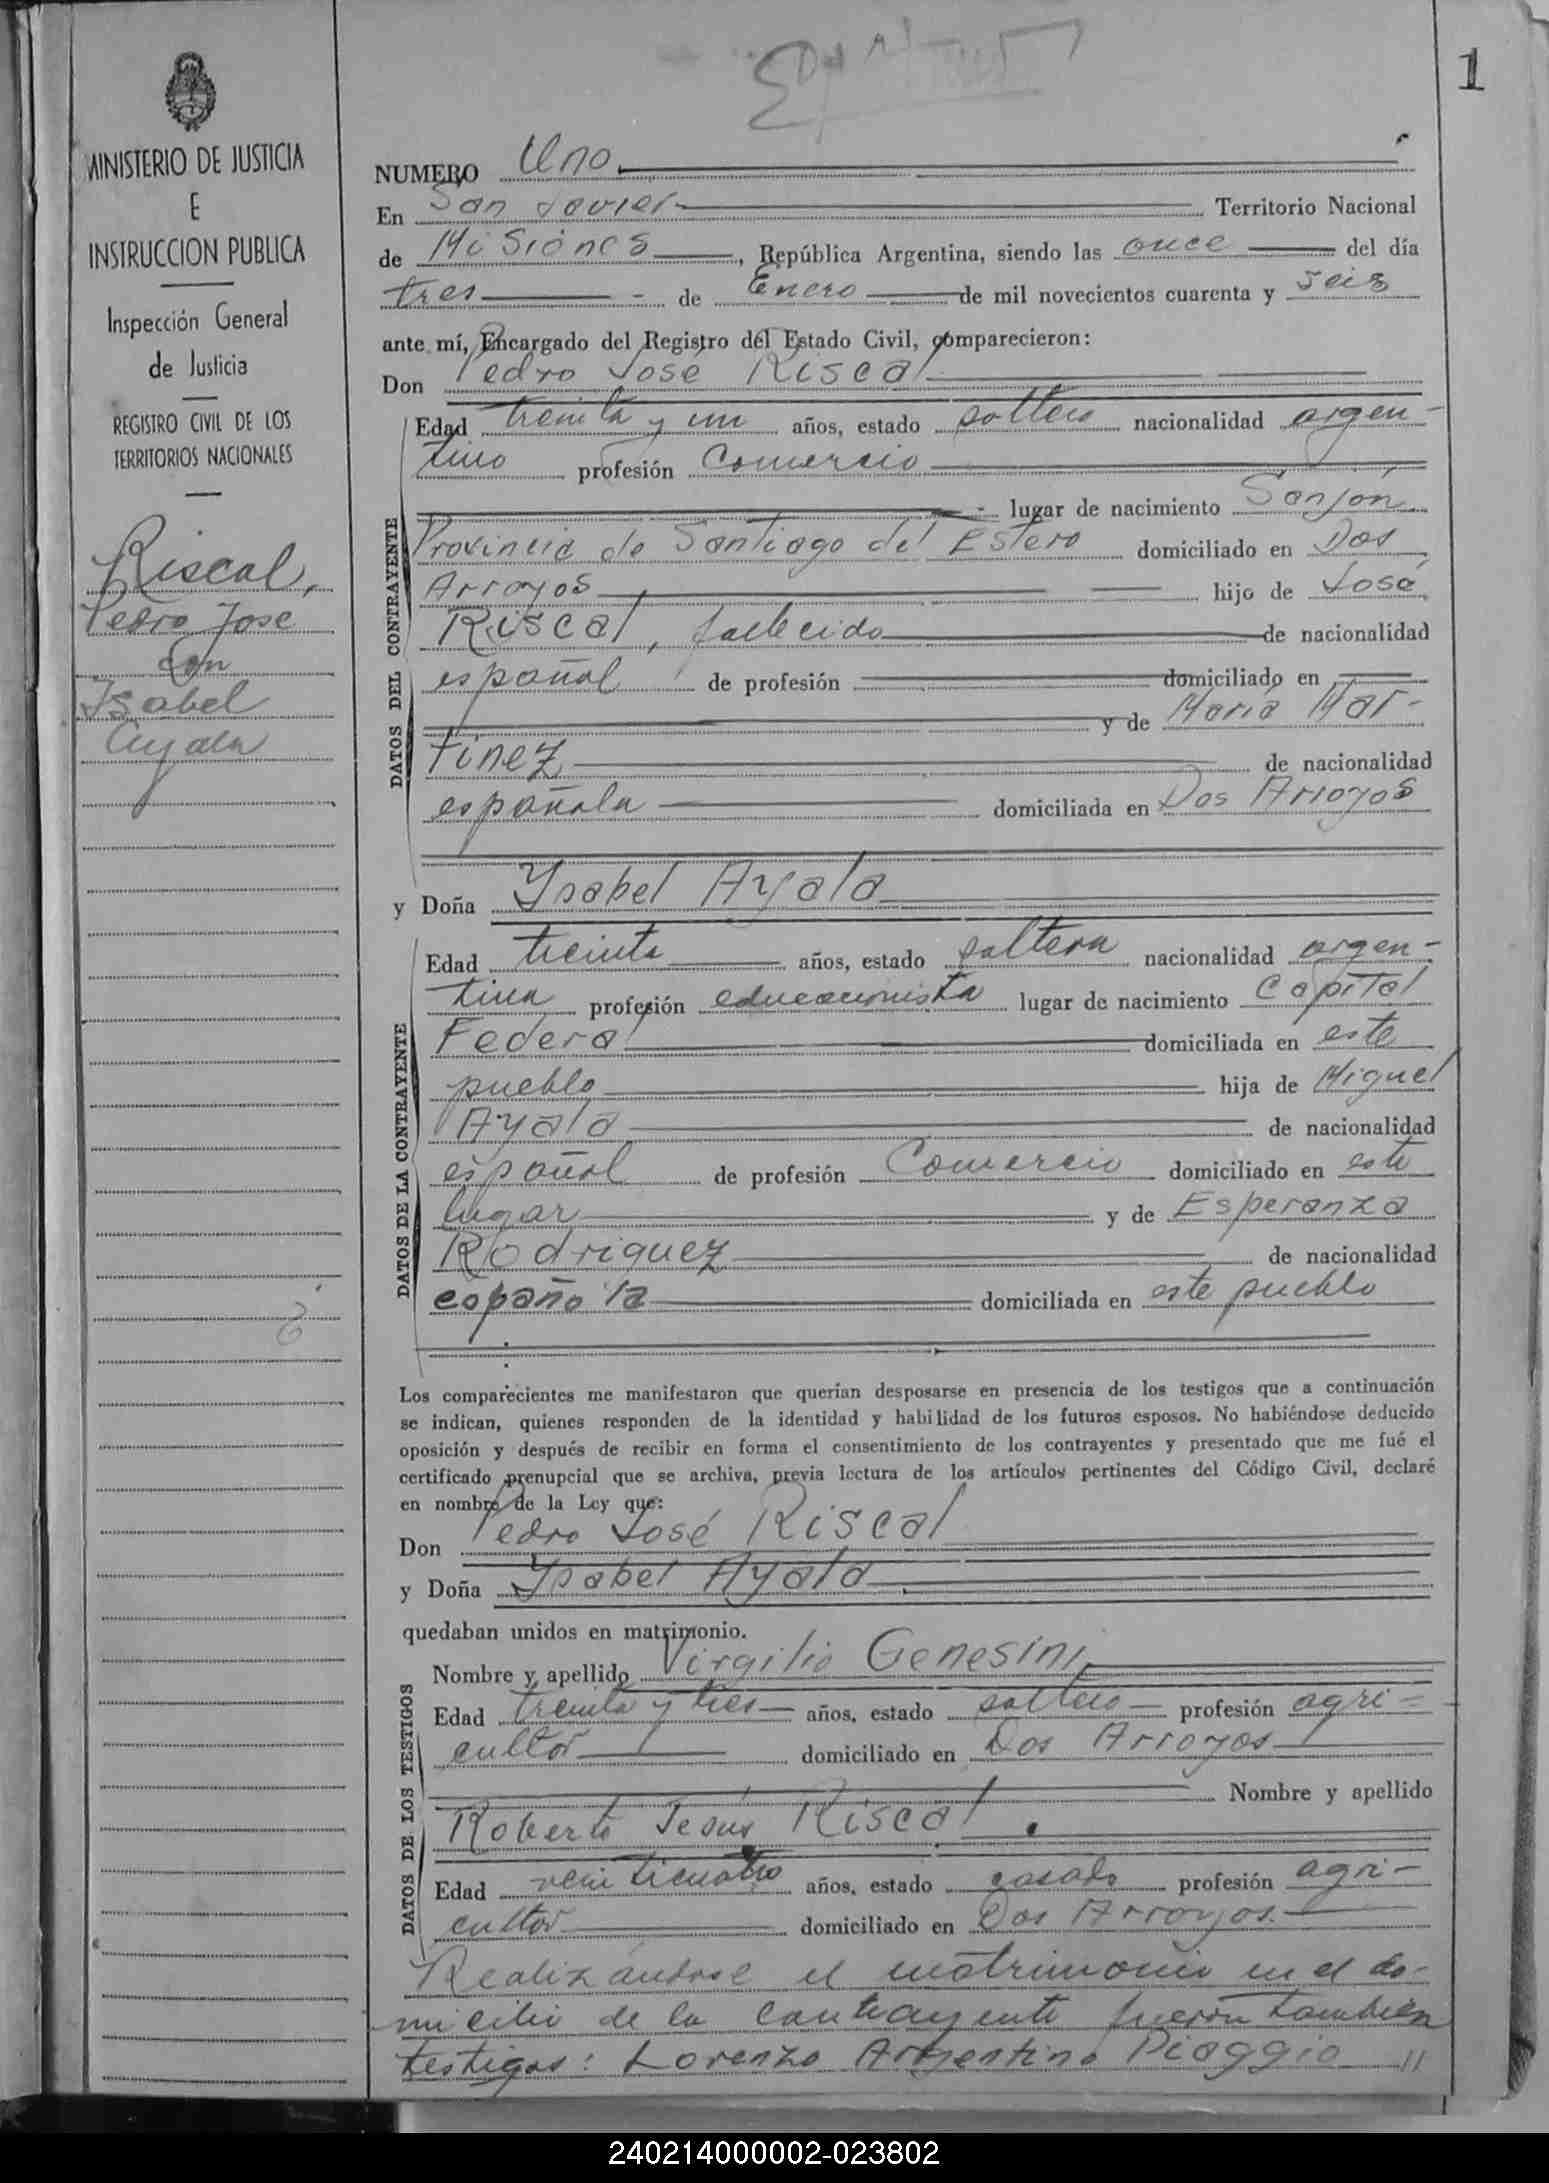 1
MINISTERIO DE JUSTICIA
E
INSTRUCCION PUBLICA
Inspección General
de Justicia
REGISTRO CIVIL DE LOS
TERRITORIOS NACIONALES
Riscal,
Pedro Jose
con
Isabel
Ayala
NUMERO Uno
En San Javier Territorio Nacional
de Misiones, República Argentina, siendo las once del día
tres de Enero de mil novecientos cuarenta y seis
ante mí, Encargado del Registro del Estado Civil, comparecieron:
Don Pedro José Riscal
DATOS DEL CONTRAYENTE
Edad treinta y un años, estado soltero nacionalidad argen-
tino profesión Comercio
lugar de nacimiento Sanjón
Provincia de Santiago del Estero domiciliado en Dos
Arroyos hijo de José
Riscal, fallecido de nacionalidad
español de profesión domiciliado en
y de María Mar-
tinez de nacionalidad
española domiciliada en Dos Arroyos
y Doña Ysabel Ayala
DATOS DE LA CONTRAYENTE
Edad treinta años, estado soltera nacionalidad argen-
tina profesión educacionista lugar de nacimiento Capital
Federal domiciliada en este
pueblo hija de Miguel
Ayala de nacionalidad
español de profesión Comercio domiciliado en este
lugar y de Esperanza
Rodriguez de nacionalidad
española domiciliada en este pueblo
Los comparecientes me manifestaron que querían desposarse en presencia de los testigos que a continuación
se indican, quienes responden de la identidad y habilidad de los futuros esposos. No habiéndose deducido
oposición y después de recibir en forma el consentimiento de los contrayentes y presentado que me fué el
certificado prenupcial que se archiva, previa lectura de los artículos pertinentes del Código Civil, declaré
en nombre de la Ley que:
Don Pedro José Riscal
y Doña Ysabel Ayala
quedaban unidos en matrimonio.
DATOS DE LOS TESTIGOS
Nombre y apellido Virgilio Genesini
Edad treinta y tres años, estado soltero profesión agri-
cultor domiciliado en Dos Arroyos
Nombre y apellido
Roberto Jesús Riscal
Edad veinticuatro años, estado casado profesión agri-
cultor domiciliado en Dos Arroyos.
Realizándose el matrimonio en el do-
micilio de la contrayente fueron también
testigos: Lorenzo Argentino Piaggio //
240214000002-023802